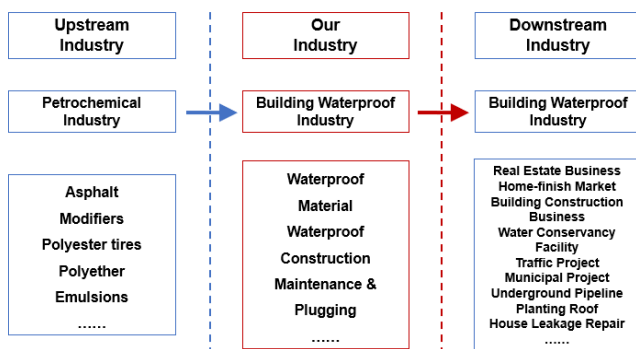 Upstream
Industry
Our
Industry
Downstream
Industry
Petrochemical
Industry
Building Waterproof
Industry
Building Waterproof
Industry
Asphalt
Modifiers
Polyester tires
Polyether
Emulsions
......
Waterproof
Material
Waterproof
Construction
Maintenance &
Plugging
......
Real Estate Business
Home-finish Market
Building Construction
Business
Water Conservancy
Facility
Traffic Project
Municipal Project
Underground Pipeline
Planting Roof
House Leakage Repair
......